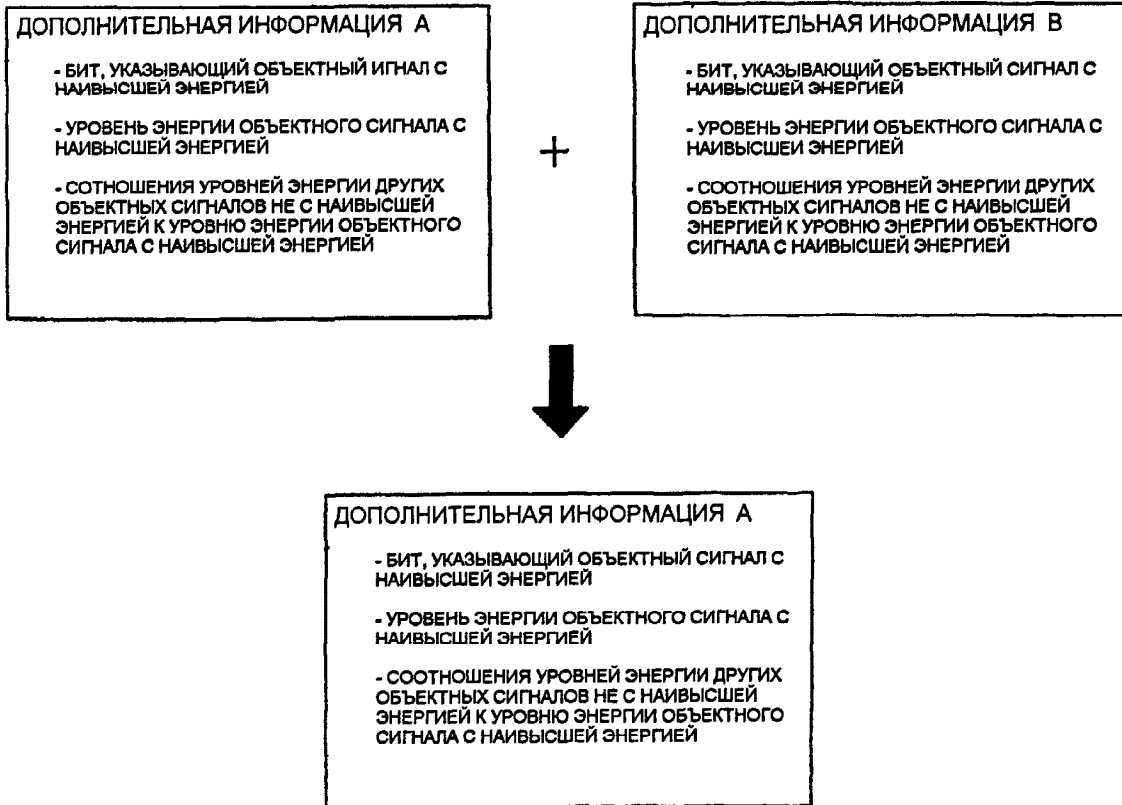 ДОПОЛНИТЕЛЬНАЯ ИНФОРМАЦИЯ A
- БИТ, УКАЗЫВАЮЩИЙ ОБЪЕКТНЫЙ ИГНАЛ С
НАИВЫСШЕЙ ЭНЕРГИЕЙ
- УРОВЕНЬ ЭНЕРГИИ ОБЪЕКТНОГО СИГНАЛА С
НАИВЫСШЕЙ ЭНЕРГИЕЙ
- СОТНОШЕНИЯ УРОВНЕЙ ЭНЕРГИИ ДРУГИХ
ОБЪЕКТНЫХ СИГНАЛОВ НЕ С НАИВЫСШЕЙ
ЭНЕРГИЕЙ К УРОВНЮ ЭНЕРГИИ ОБЪЕКТНОГО
СИГНАЛА С НАИВЫСШЕЙ ЭНЕРГИЕЙ
+
ДОПОЛНИТЕЛЬНАЯ ИНФОРМАЦИЯ B
- БИТ, УКАЗЫВАЮЩИЙ ОБЪЕКТНЫЙ СИГНАЛ С
НАИВЫСШЕЙ ЭНЕРГИЕЙ
- УРОВЕНЬ ЭНЕРГИИ ОБЪЕКТНОГО СИГНАЛА С
НАИВЫСШЕИ ЭНЕРГИЕЙ
- СООТНОШЕНИЯ УРОВНЕЙ ЭНЕРГИИ ДРУГИХ
ОБЪЕКТНЫХ СИГНАЛОВ НЕ С НАИВЫСШЕЙ
ЭНЕРГИЕЙ К УРОВНЮ ЭНЕРГИИ ОБЪЕКТНОГО
СИГНАЛА С НАИВЫСШЕЙ ЭНЕРГИЕЙ
ДОПОЛНИТЕЛЬНАЯ ИНФОРМАЦИЯ A
- БИТ, УКАЗЫВАЮЩИЙ ОБЪЕКТНЫЙ СИГНАЛ С
НАИВЫСШЕЙ ЭНЕРГИЕЙ
- УРОВЕНЬ ЭНЕРГИИ ОБЪЕКТНОГО СИГНАЛА С
НАИВЫСШЕЙ ЭНЕРГИЕЙ
- СООТНОШЕНИЯ УРОВНЕЙ ЭНЕРГИИ ДРУГИХ
ОБЪЕКТНЫХ СИГНАЛОВ НЕ С НАИВЫСШЕЙ
ЭНЕРГИЕЙ К УРОВНЮ ЭНЕРГИИ ОБЪЕКТНОГО
СИГНАЛА С НАИВЫСШЕЙ ЭНЕРГИЕЙ